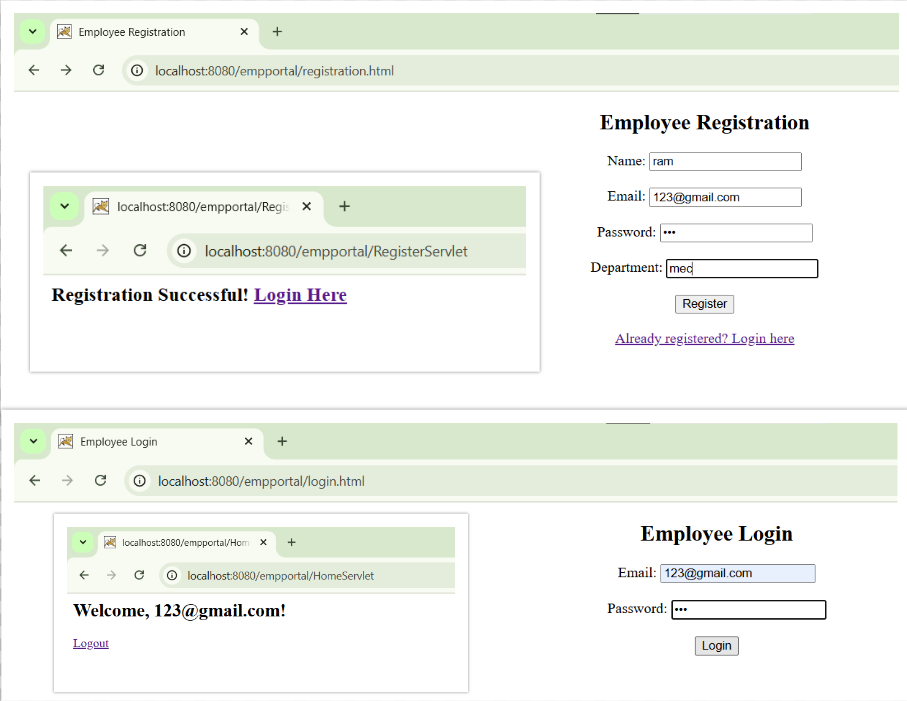 Employee Registration
localhost:8080/empportal/registration.html
Employee Registration
Name: ram
Email: 123@gmail.com
Password: •••
Department: mec
Register
Already registered? Login here
localhost:8080/empportal/Regis
localhost:8080/empportal/RegisterServlet
Registration Successful! Login Here
Employee Login
localhost:8080/empportal/login.html
Employee Login
Email: 123@gmail.com
Password: •••
Login
localhost:8080/empportal/Hom
localhost:8080/empportal/HomeServlet
Welcome, 123@gmail.com!
Logout